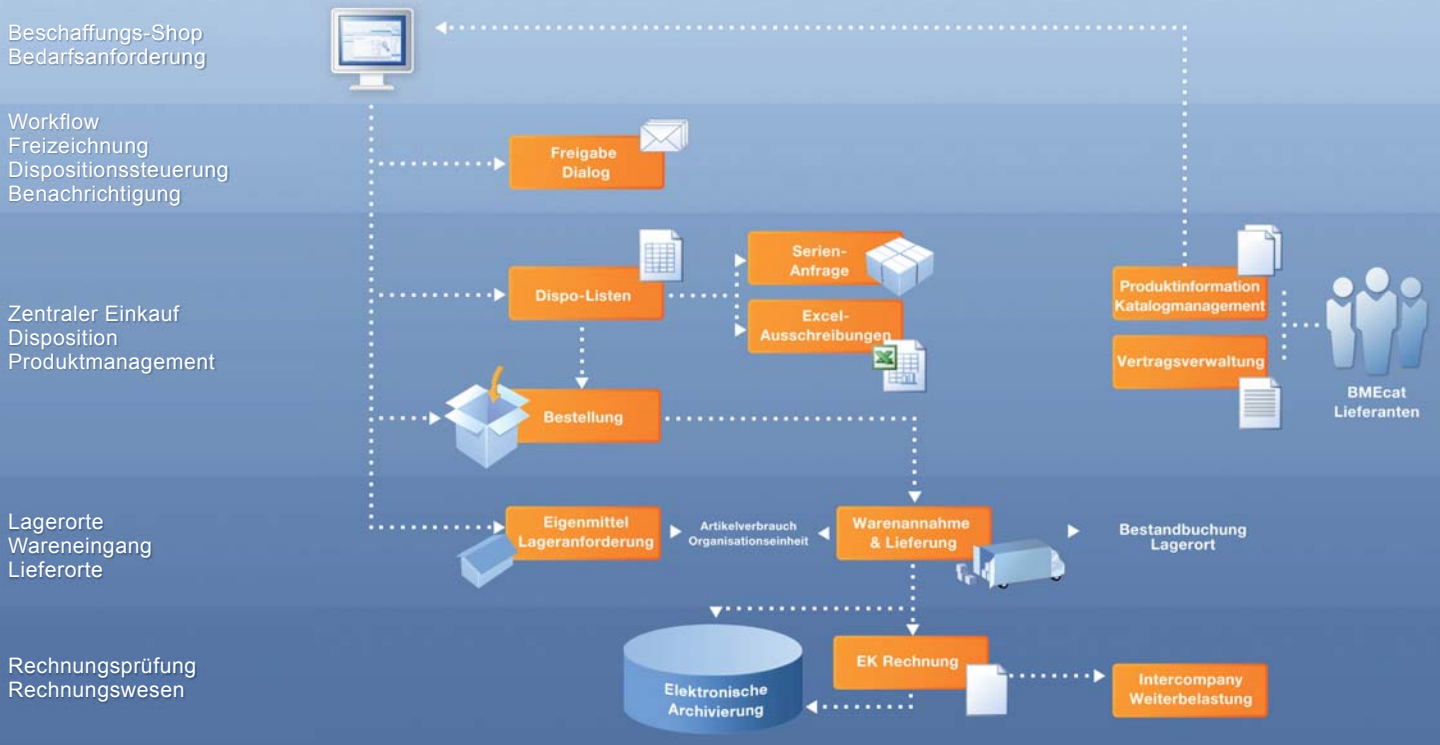 Beschaffungs-Shop
Bedarfsanforderung
Workflow
Freizeichnung
Dispositionssteuerung
Benachrichtigung
Freigabe
Dialog
Zentraler Einkauf
Disposition
Produktmanagement
Dispo-Listen
Serien-
Anfrage
Excel-
Ausschreibungen
Bestellung
Produktinformation
Katalogmanagement
Vertragsverwaltung
BMEcat
Lieferanten
Lagerorte
Wareneingang
Lieferorte
Eigenmittel
Lageranforderung
Artikelverbrauch
Organisationseinheit
Warenannahme
& Lieferung
Bestandbuchung
Lagerort
Rechnungsprüfung
Rechnungswesen
Elektronische
Archivierung
EK Rechnung
Intercompany
Weiterbelastung